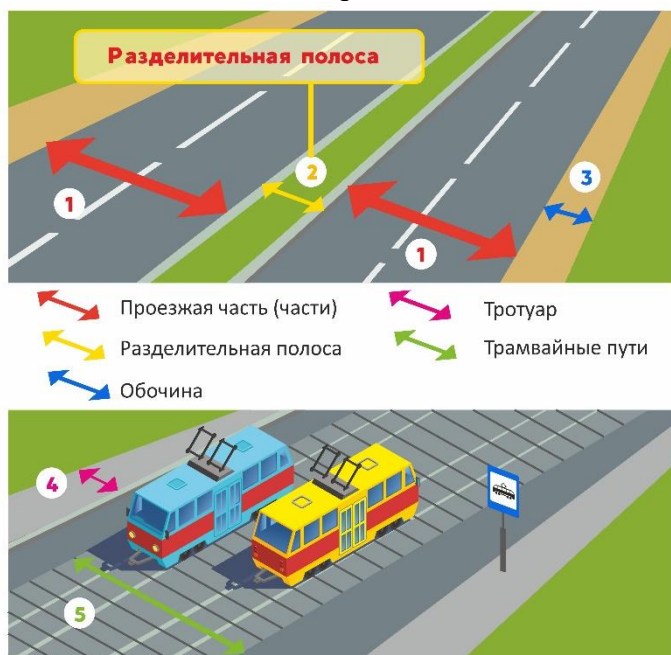 Разделительная полоса
2
3
1
1
Проезжая часть (части)
Тротуар
Разделительная полоса
Трамвайные пути
Обочина
4
5